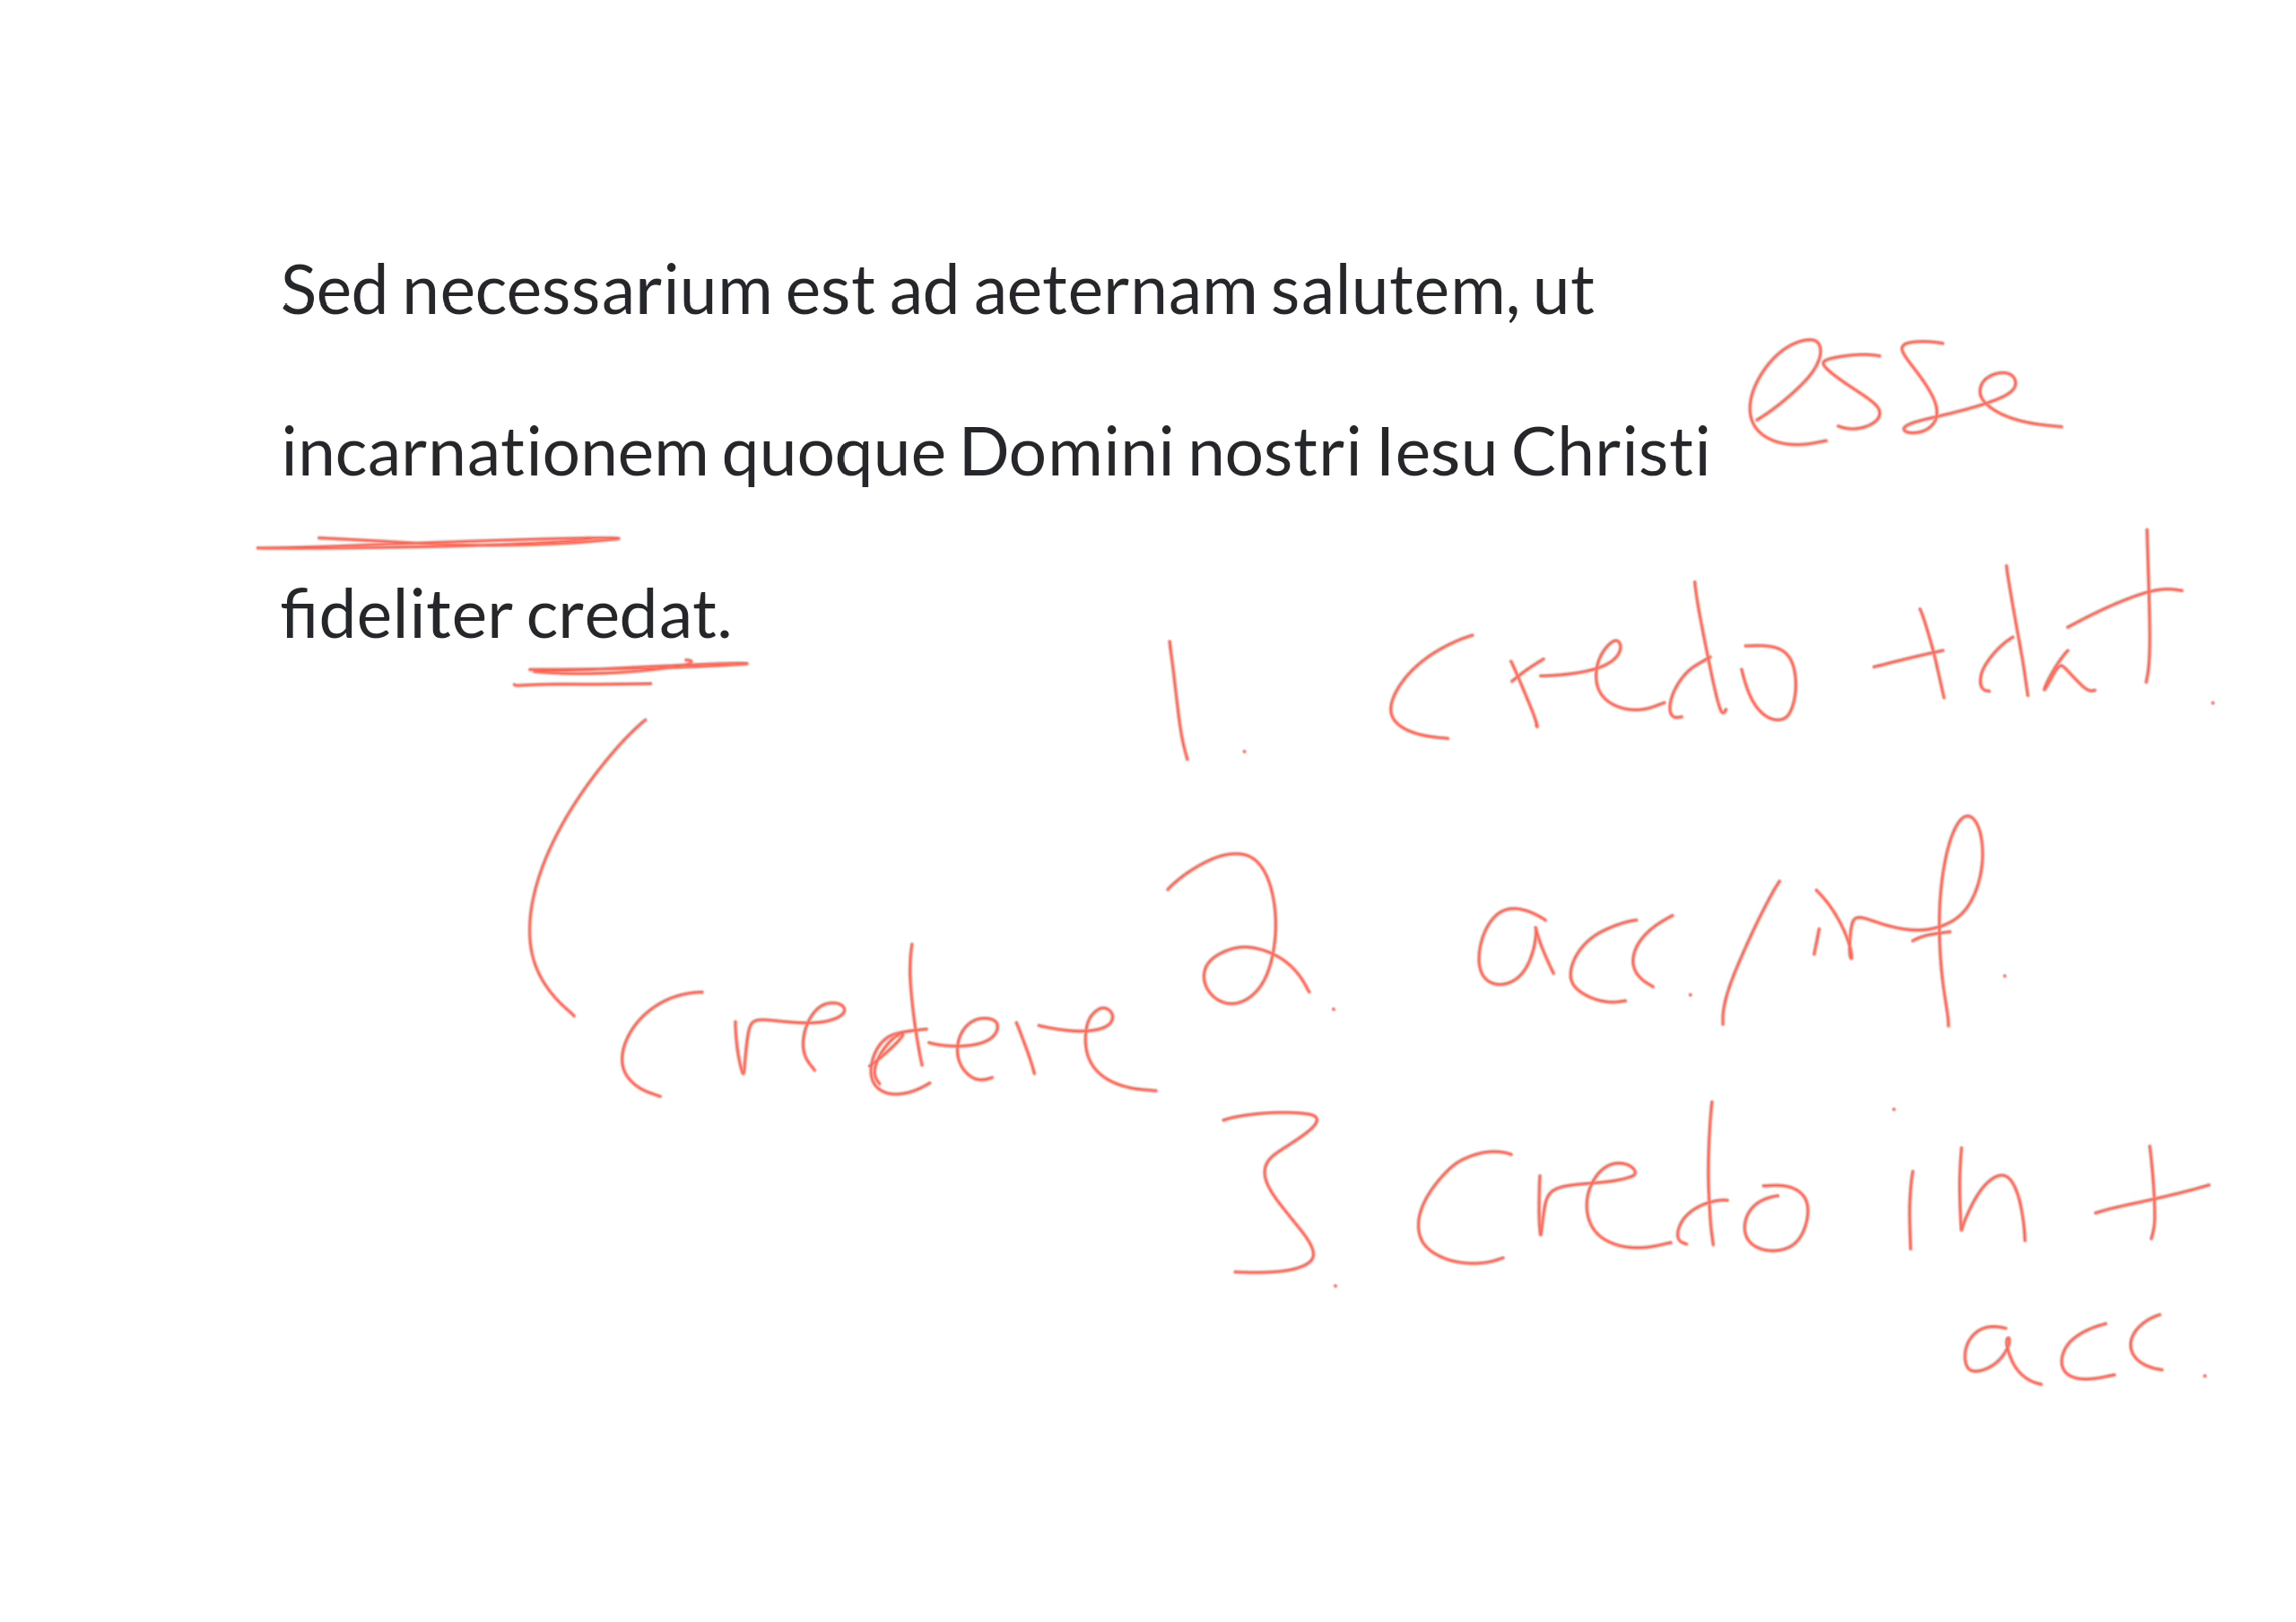 Sed necessarium est ad aeternam salutem, ut
esse
incarnationem quoque Domini nostri Iesu Christi
fideliter credat.
1. credo + dat.
2. acc./inf.
credere
3. credo in +
acc.